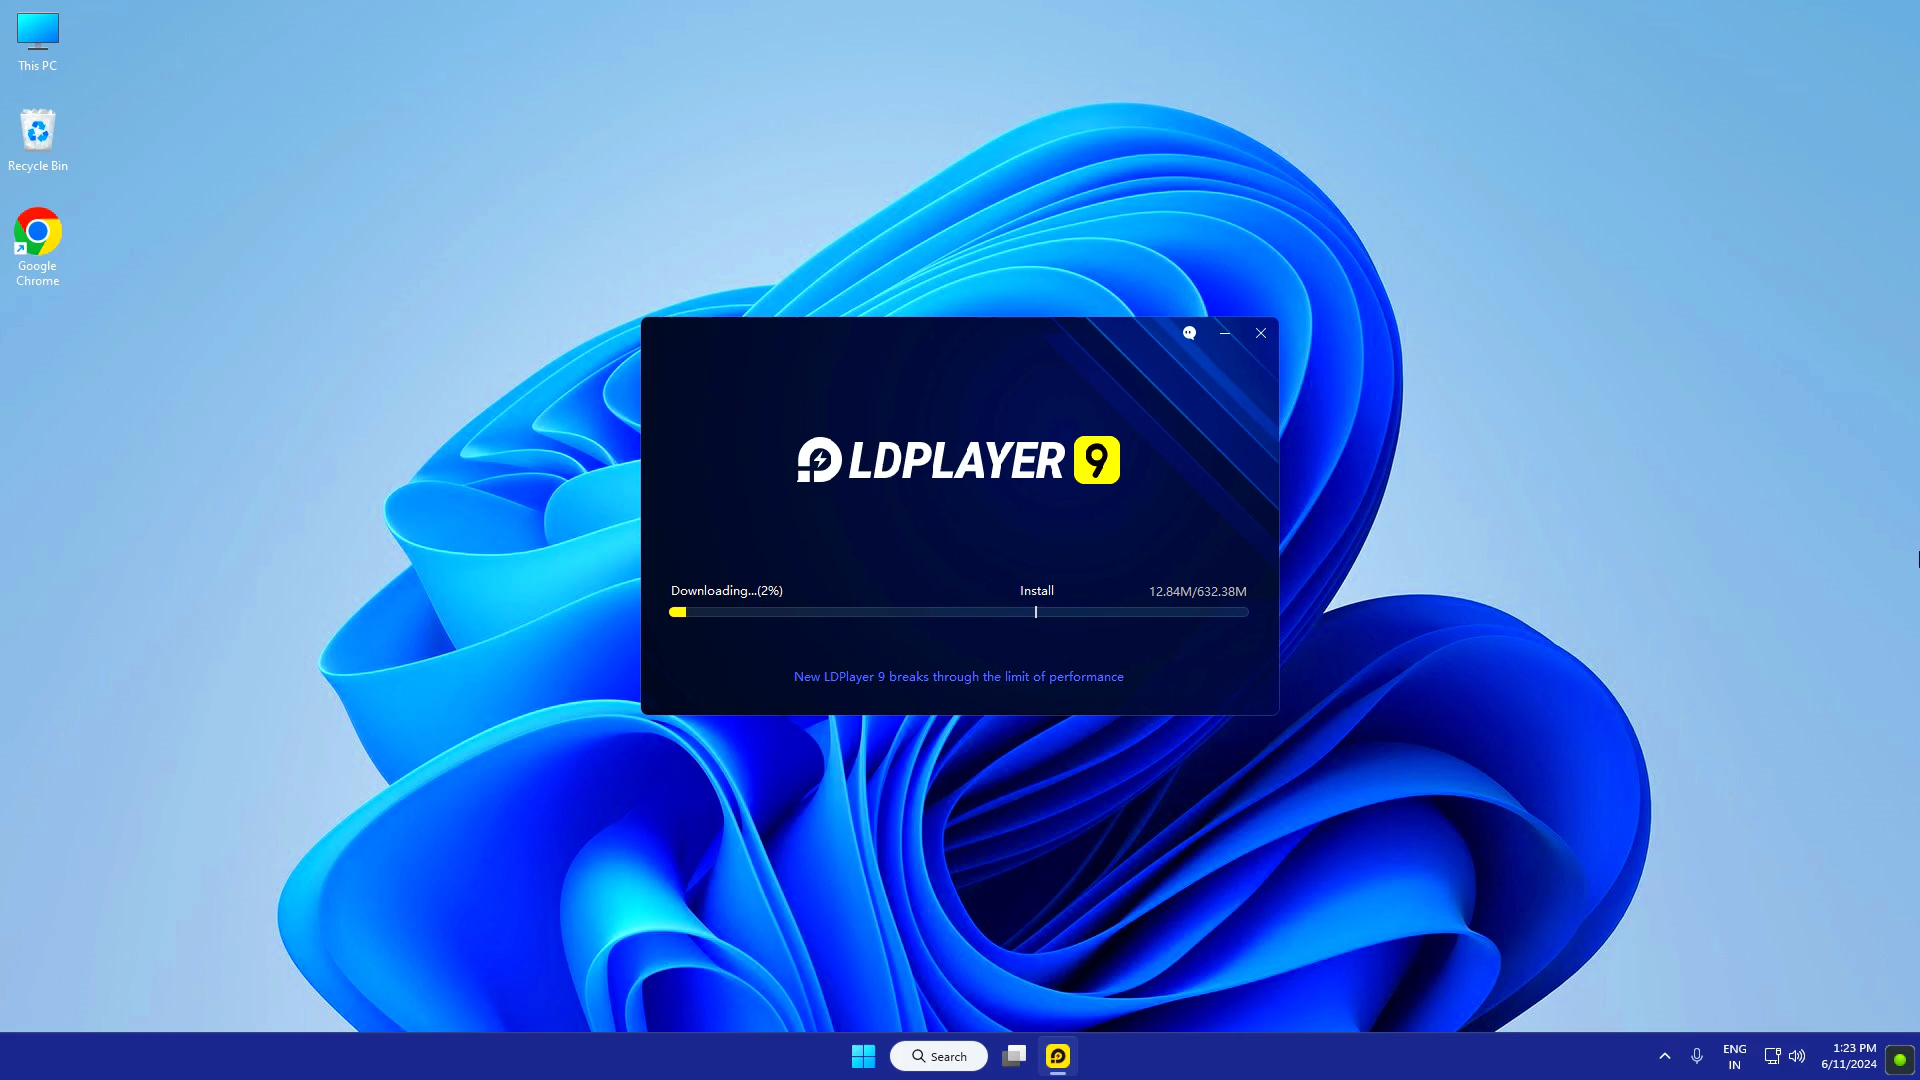 This PC
Recycle Bin
Google
Chrome
LDPLAYER 9
Downloading...(2%)
Install
12.84M/632.38M
New LDPlayer 9 breaks through the limit of performance
Search
ENG
IN
1:23 PM
6/11/2024